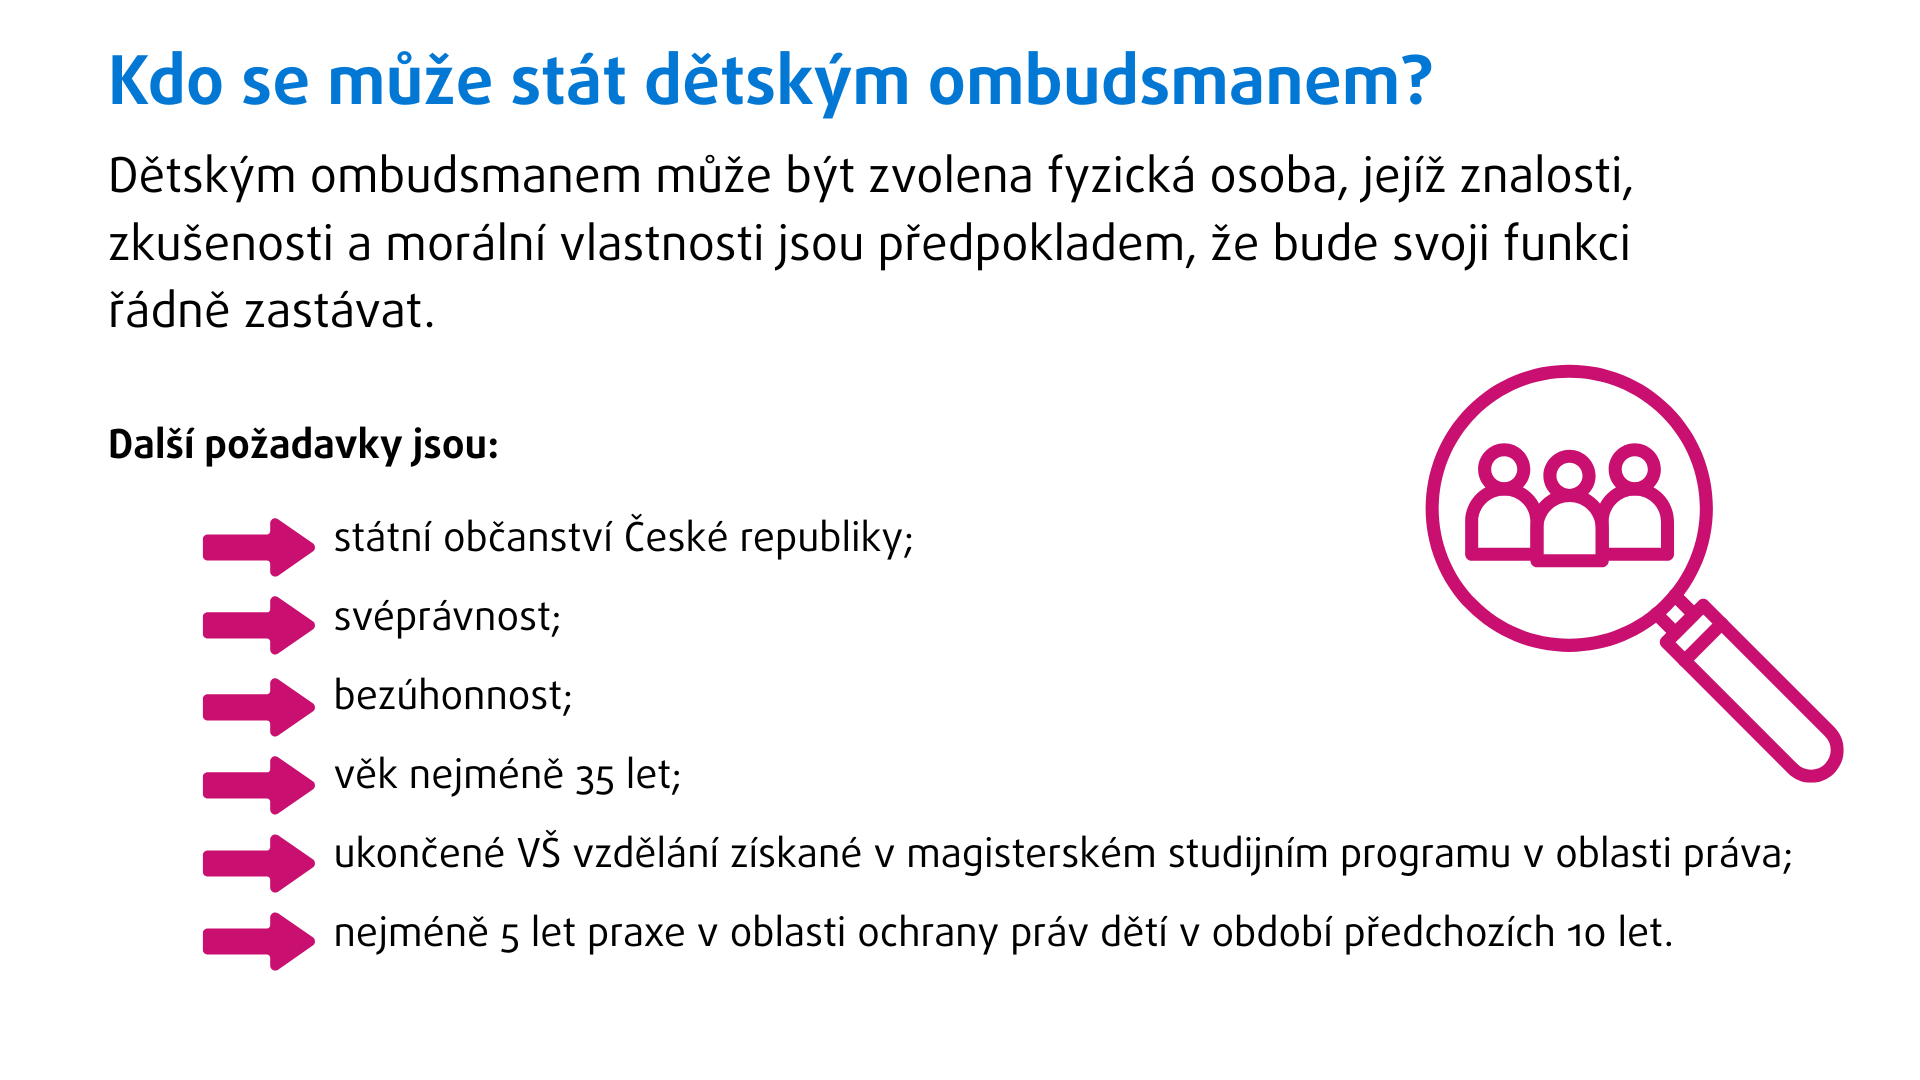 Kdo se může stát dětským ombudsmanem?
Dětským ombudsmanem může být zvolena fyzická osoba, jejíž znalosti,
zkušenosti a morální vlastnosti jsou předpokladem, že bude svoji funkci
řádně zastávat.
Další požadavky jsou:
státní občanství České republiky;
svéprávnost;
bezúhonnost;
věk nejméně 35 let;
ukončené VŠ vzdělání získané v magisterském studijním programu v oblasti práva;
nejméně 5 let praxe v oblasti ochrany práv dětí v období předchozích 10 let.